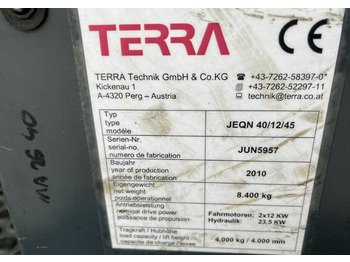 TERRA CE
TERRA Technik GmbH & Co.KG
Kickenau 1
A-4320 Perg – Austria
+43-7262-58397-0*
+43-7262-52297-11
technik@terra.co.at
Typ
type
modèle
JEQN 40/12/45
Serien-Nr.
serial-no.
numero de fabrication
JUN5957
Baujahr
year of production
année de fabrication
2010
Eigengewicht
net weight
poids operationnel
8.400 kg
Antriebsleistung
nominal drive power
puissance
Fahrmotoren: 2x12 KW
Hydraulik: 23,5 KW
Tragkraft / Hubhöhe
load capacity / lift height
capacite de charge / levee
4.000 kg / 4.000 mm